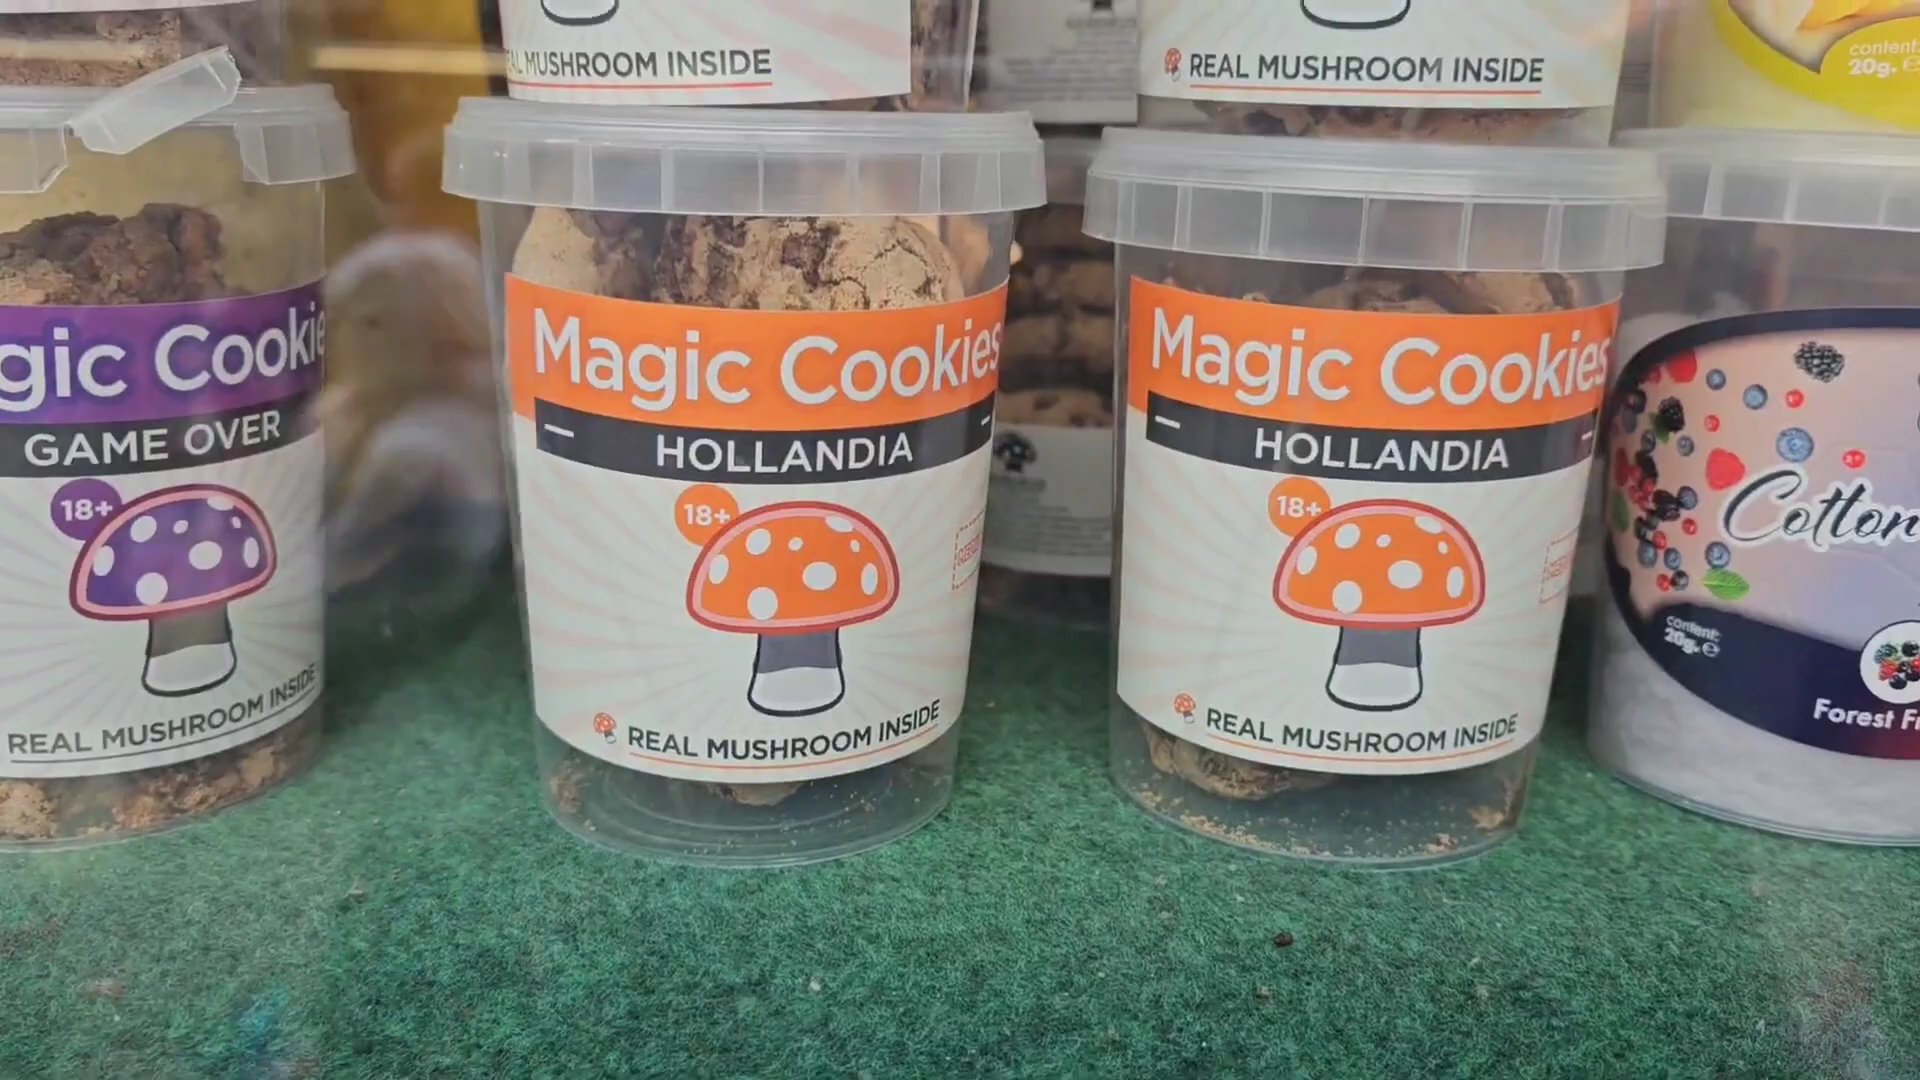 REAL MUSHROOM INSIDE
REAL MUSHROOM INSIDE
content:
20g. e
gic Cookie
GAME OVER
18+
REAL MUSHROOM INSIDE
Magic Cookies
HOLLANDIA
18+
REAL MUSHROOM INSIDE
Magic Cookies
HOLLANDIA
18+
REAL MUSHROOM INSIDE
Cotton
content:
20g. e
Forest Fr